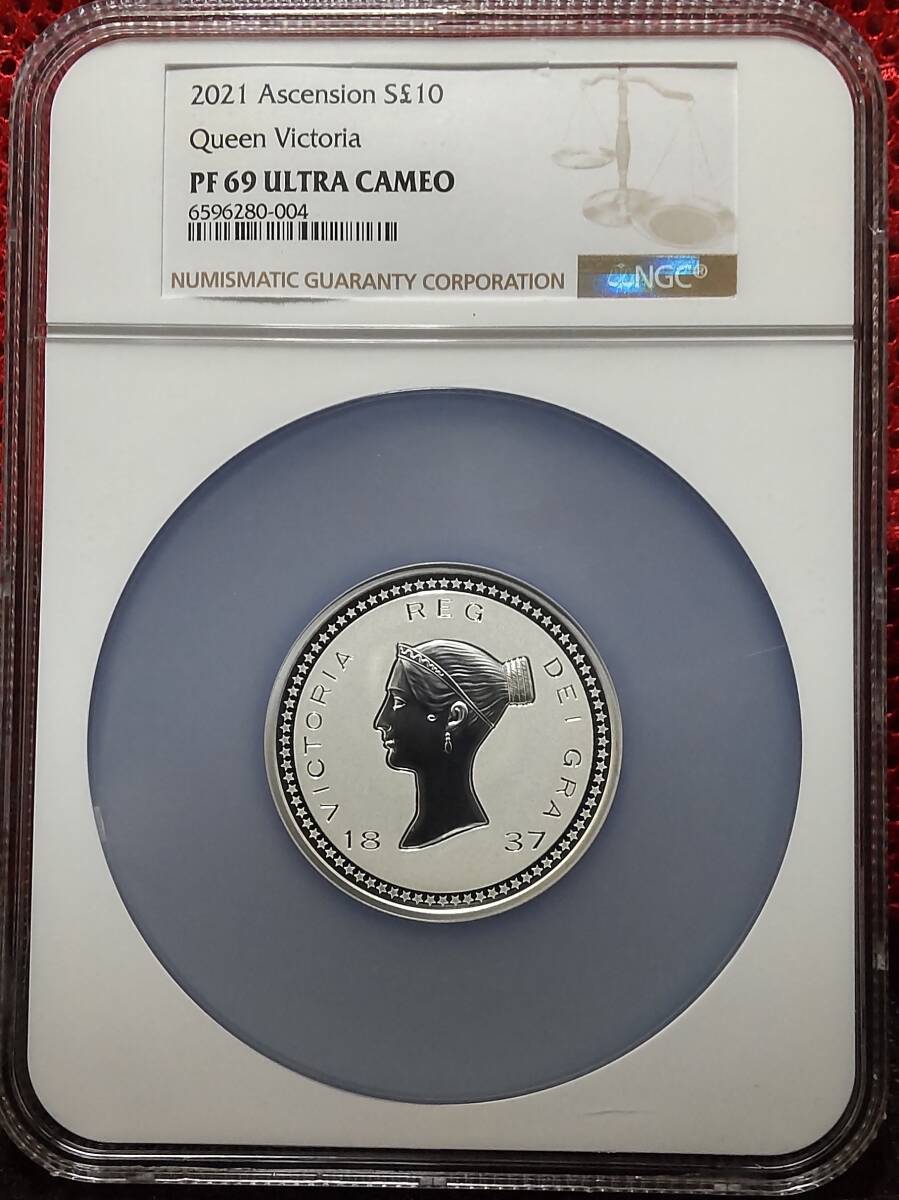 2021 Ascension S£10
Queen Victoria
PF 69 ULTRA CAMEO
6596280-004
NUMISMATIC GUARANTY CORPORATION
NGC®
VICTORIA REG DEI GRA
18 37